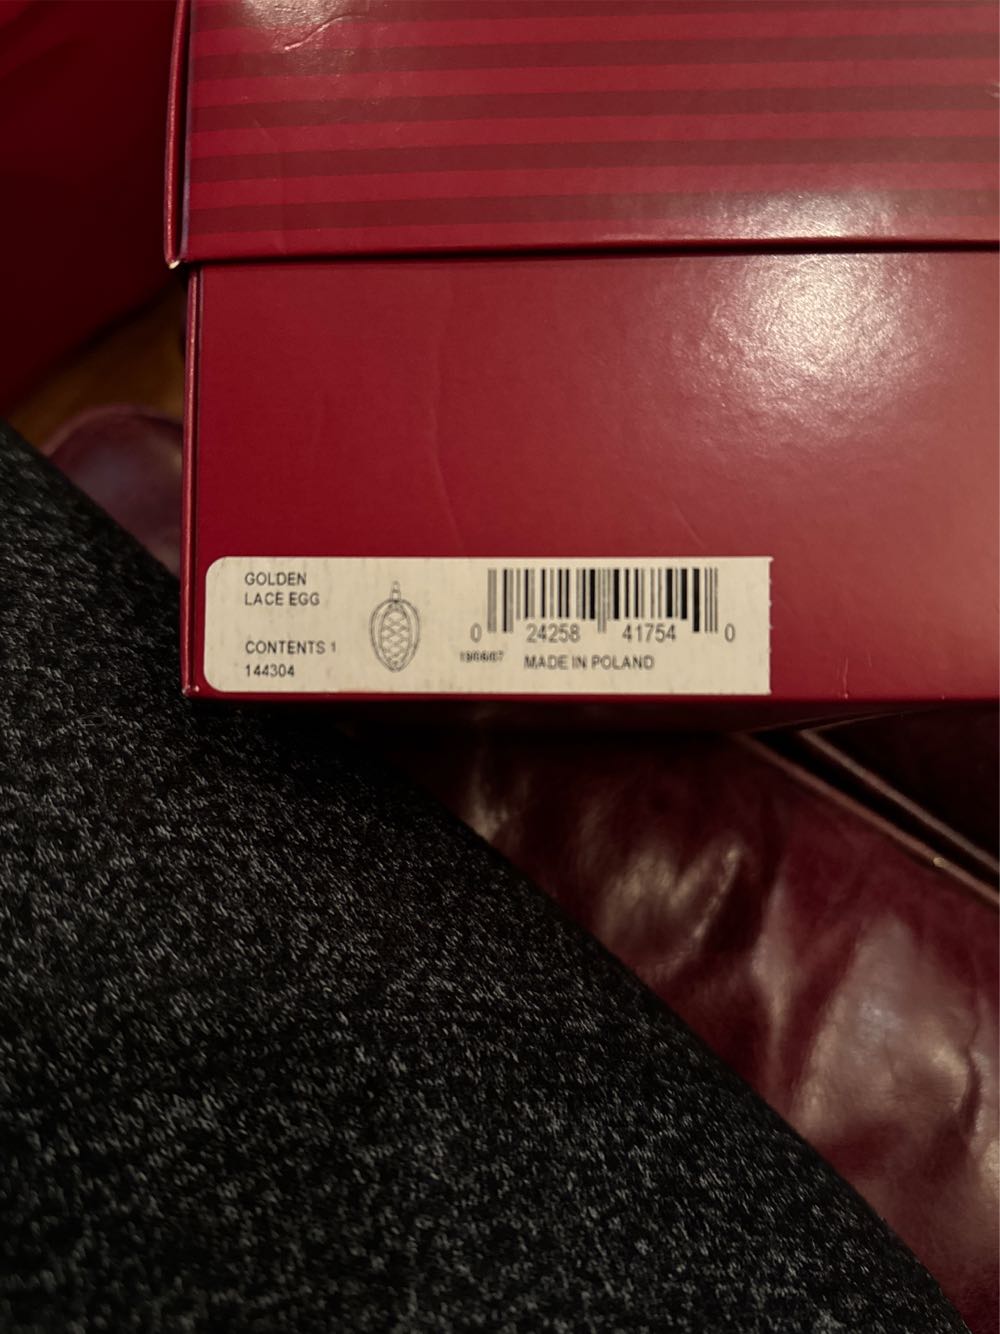 GOLDEN
LACE EGG
CONTENTS 1
144304
0 24258 41754 0
MADE IN POLAND